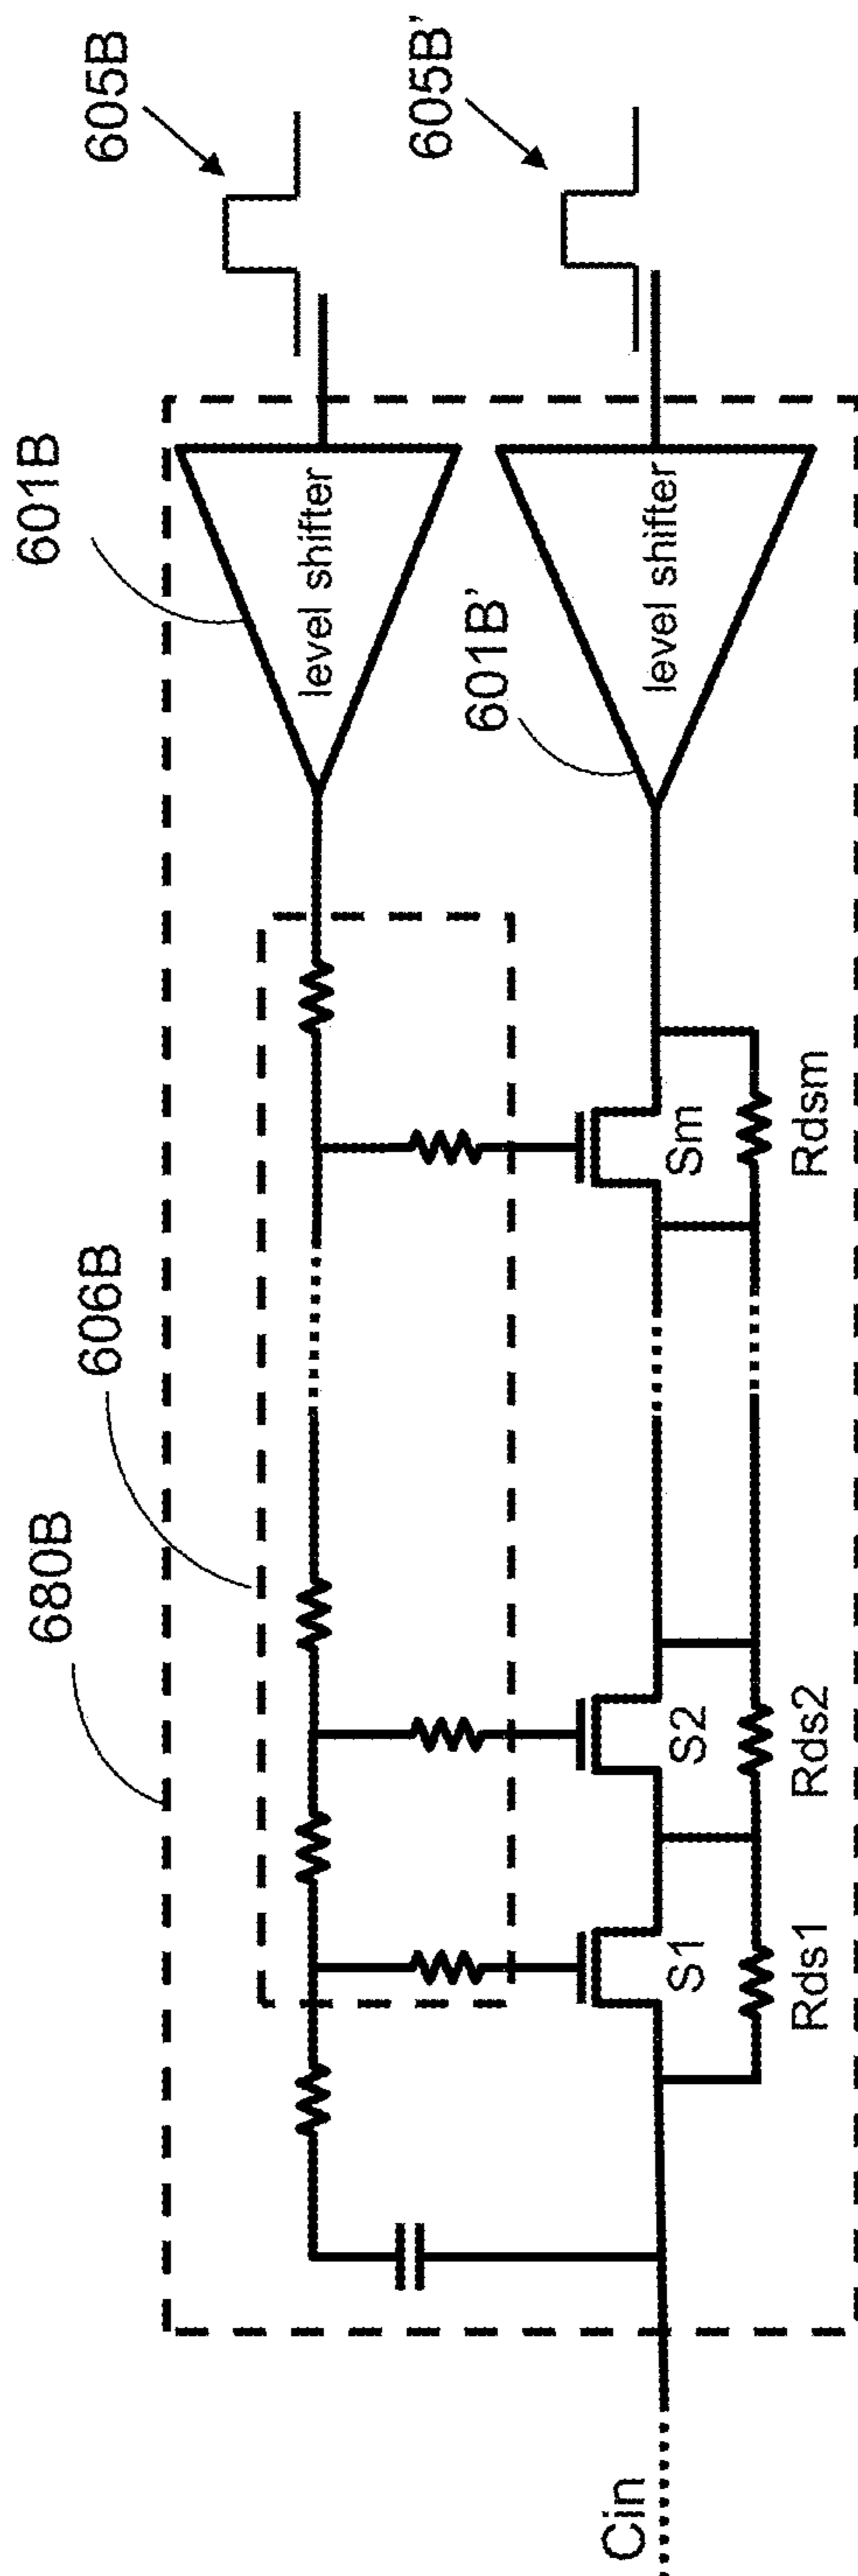 680B
606B
601B
605B
level shifter
601B'
605B'
level shifter
S1
S2
Sm
Cin
Rds1
Rds2
Rdsm